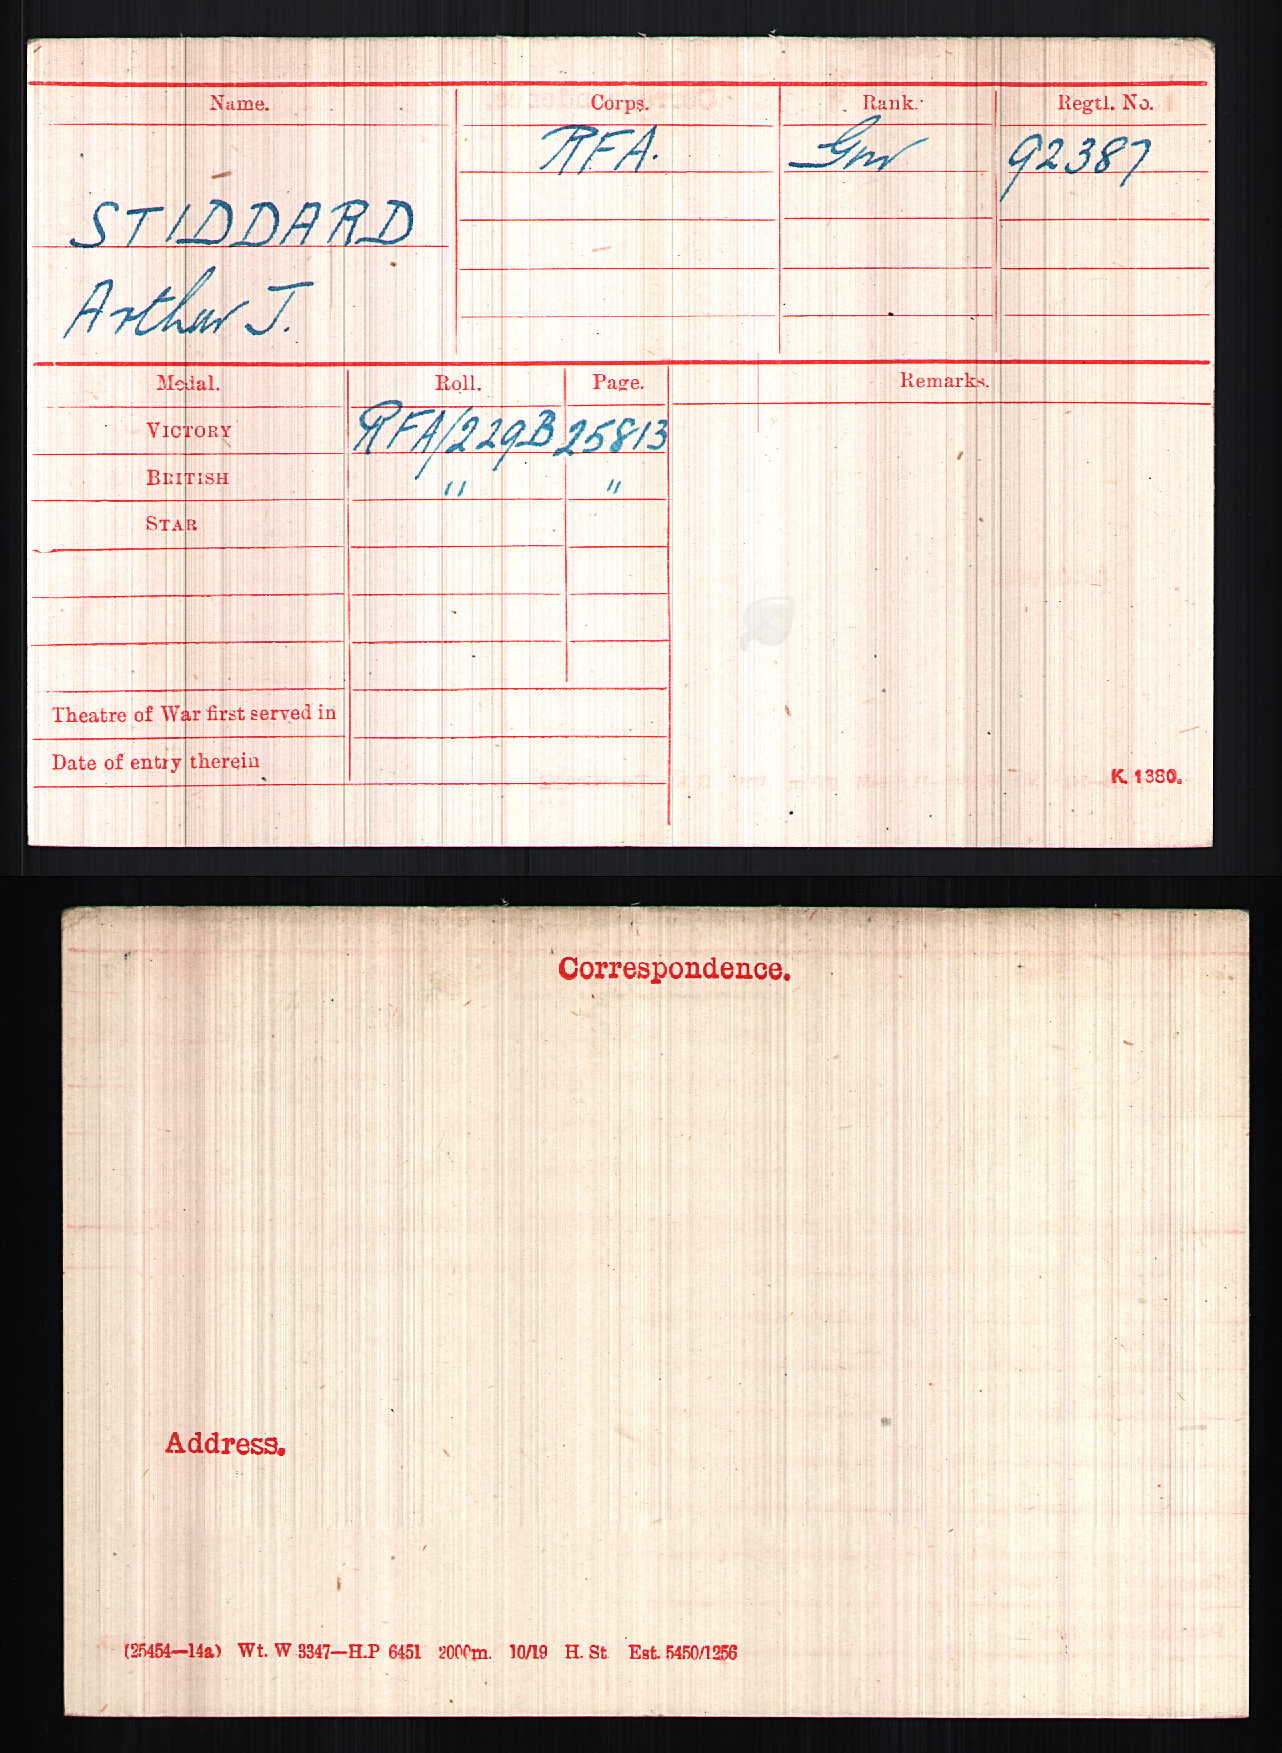 Name. Corps. Rank. Regtl. No.
RFA. Gnr 92387
STIDDARD
Arthur J.
Medal. Roll. Page. Remarks.
VICTORY RFA/229B 25813
BRITISH " "
STAR
Theatre of War first served in
Date of entry therein
K. 1380.
Correspondence.
Address.
(25454—14a) Wt. W 3347—H.P 6451 2000m. 10/19 H. St Est. 5450/1256